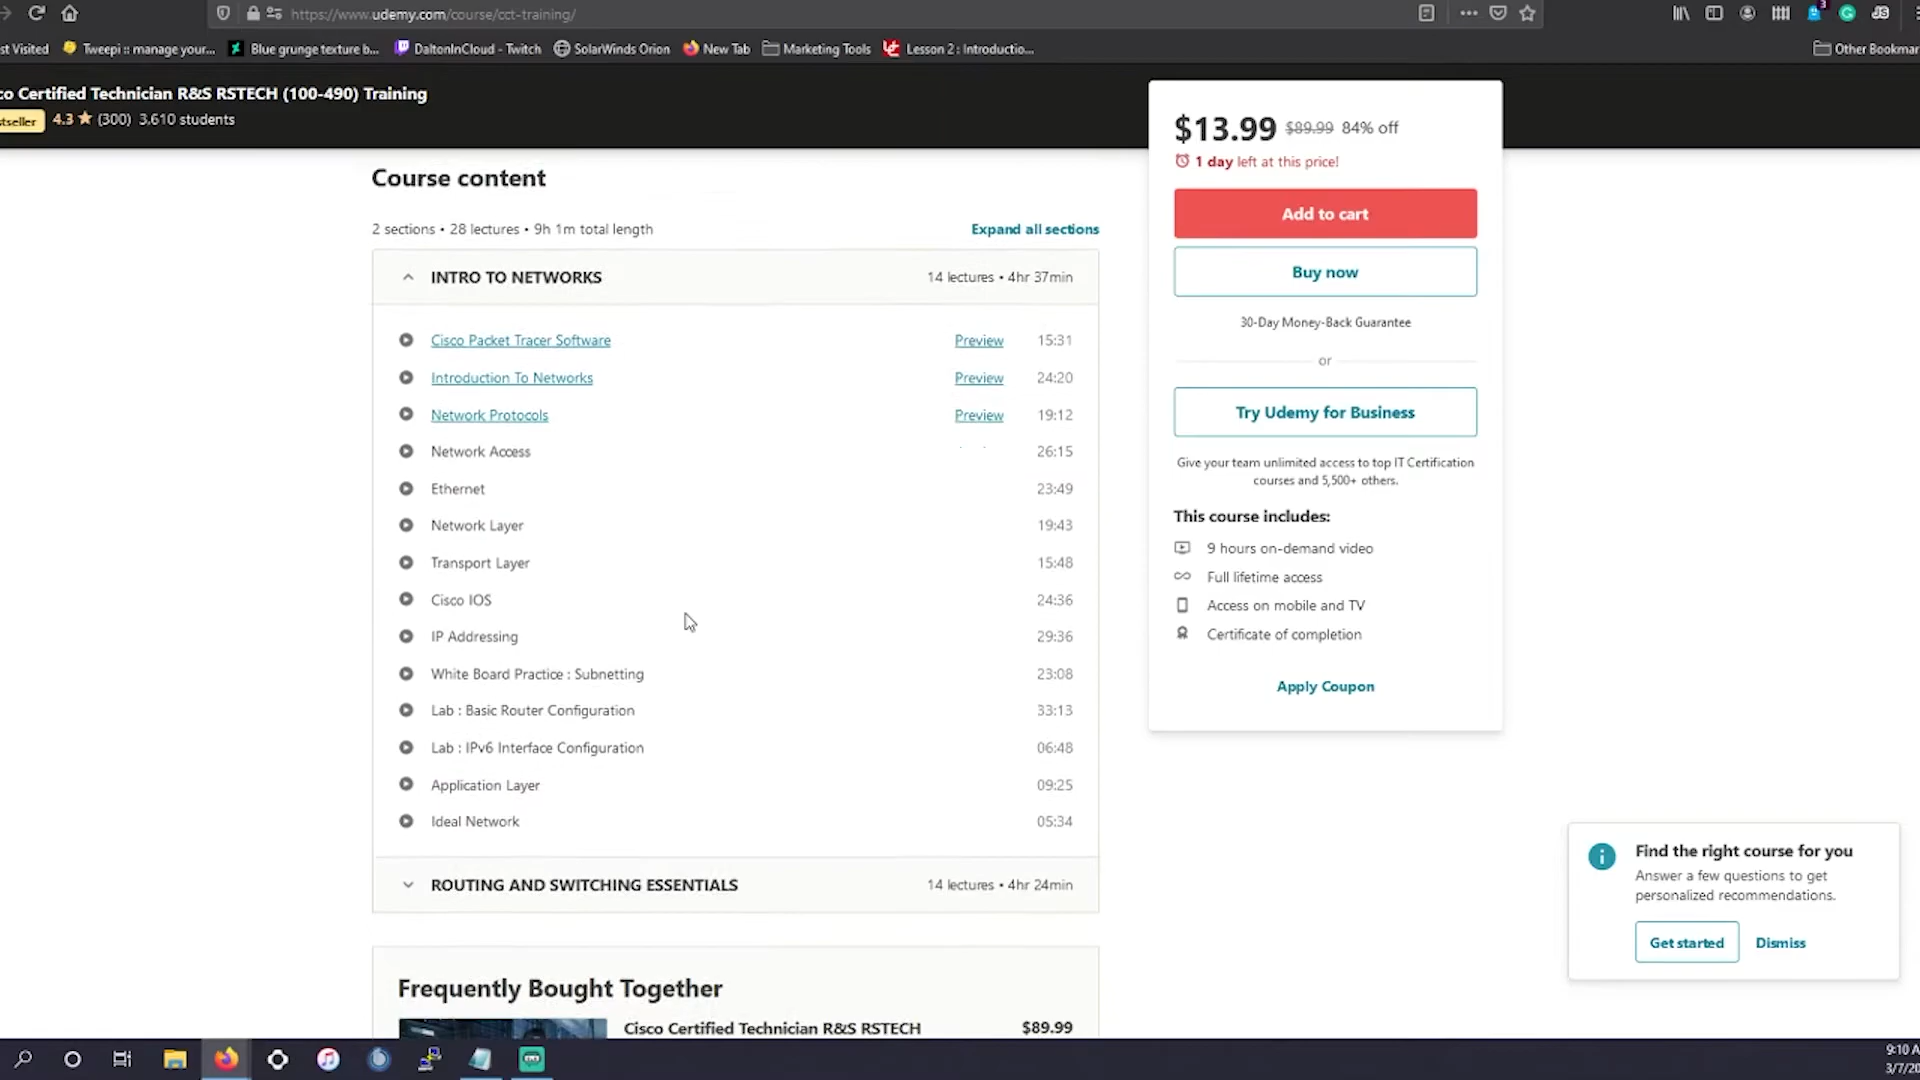 https://www.udemy.com/course/cct-training/
3
JS
st Visited
Tweepi :: manage your...
Blue grunge texture b...
DaltonInCloud - Twitch
SolarWinds Orion
New Tab
Marketing Tools
Lesson 2 : Introductio...
Other Bookmar
co Certified Technician R&S RSTECH (100-490) Training
tseller 4.3 (300) 3,610 students
Course content
2 sections • 28 lectures • 9h 1m total length
Expand all sections
INTRO TO NETWORKS 14 lectures • 4hr 37min
Cisco Packet Tracer Software Preview 15:31
Introduction To Networks Preview 24:20
Network Protocols Preview 19:12
Network Access 26:15
Ethernet 23:49
Network Layer 19:43
Transport Layer 15:48
Cisco IOS 24:36
IP Addressing 29:36
White Board Practice : Subnetting 23:08
Lab : Basic Router Configuration 33:13
Lab : IPv6 Interface Configuration 06:48
Application Layer 09:25
Ideal Network 05:34
ROUTING AND SWITCHING ESSENTIALS 14 lectures • 4hr 24min
Frequently Bought Together
Cisco Certified Technician R&S RSTECH $89.99
$13.99 $89.99 84% off
1 day left at this price!
Add to cart
Buy now
30-Day Money-Back Guarantee
or
Try Udemy for Business
Give your team unlimited access to top IT Certification
courses and 5,500+ others.
This course includes:
9 hours on-demand video
Full lifetime access
Access on mobile and TV
Certificate of completion
Apply Coupon
Find the right course for you
Answer a few questions to get
personalized recommendations.
Get started
Dismiss
9:10 A
3/7/20